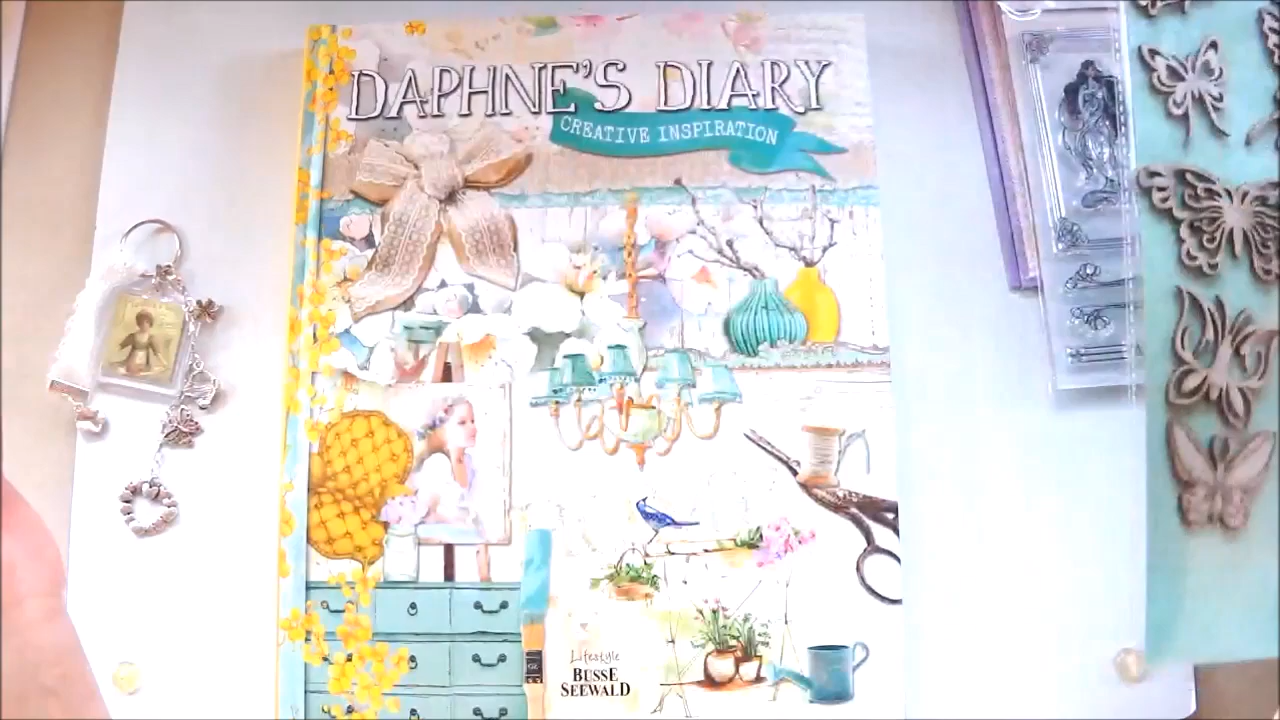 DAPHNE'S DIARY
CREATIVE INSPIRATION
Lifestyle
BUSSE
SEEWALD